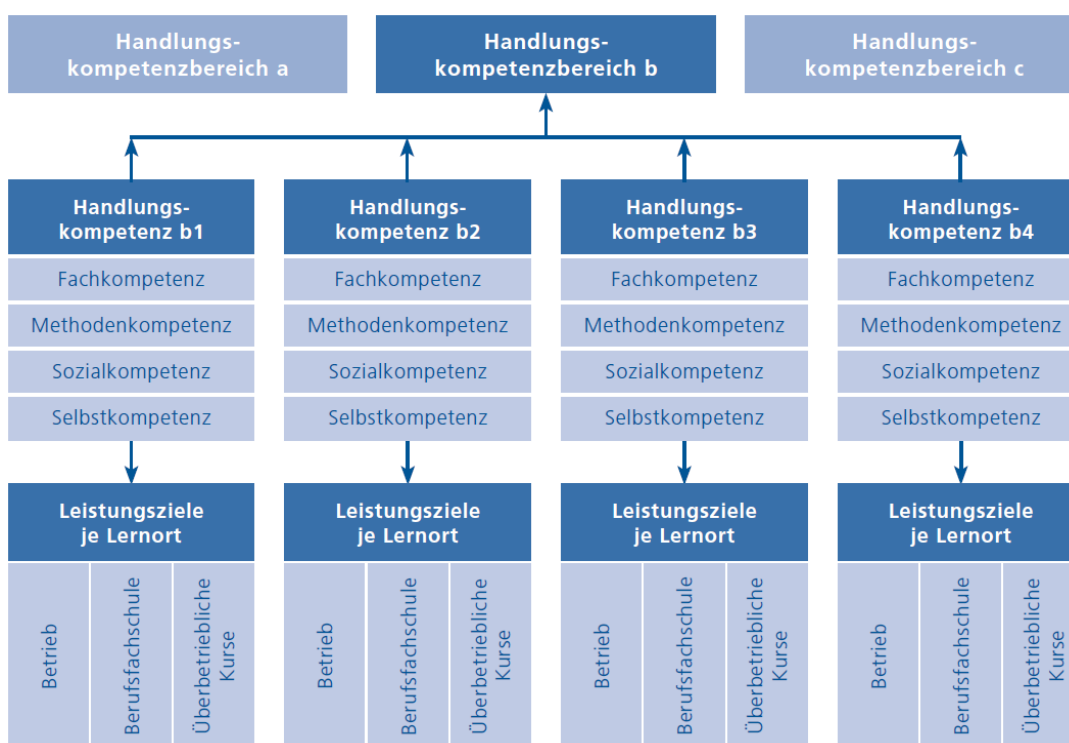 Handlungs-
kompetenzbereich a
Handlungs-
kompetenzbereich b
Handlungs-
kompetenzbereich c
Handlungs-
kompetenz b1
Handlungs-
kompetenz b2
Handlungs-
kompetenz b3
Handlungs-
kompetenz b4
Fachkompetenz
Fachkompetenz
Fachkompetenz
Fachkompetenz
Methodenkompetenz
Methodenkompetenz
Methodenkompetenz
Methodenkompetenz
Sozialkompetenz
Sozialkompetenz
Sozialkompetenz
Sozialkompetenz
Selbstkompetenz
Selbstkompetenz
Selbstkompetenz
Selbstkompetenz
Leistungsziele
je Lernort
Leistungsziele
je Lernort
Leistungsziele
je Lernort
Leistungsziele
je Lernort
Betrieb
Berufsfachschule
Überbetriebliche
Kurse
Betrieb
Berufsfachschule
Überbetriebliche
Kurse
Betrieb
Berufsfachschule
Überbetriebliche
Kurse
Betrieb
Berufsfachschule
Überbetriebliche
Kurse